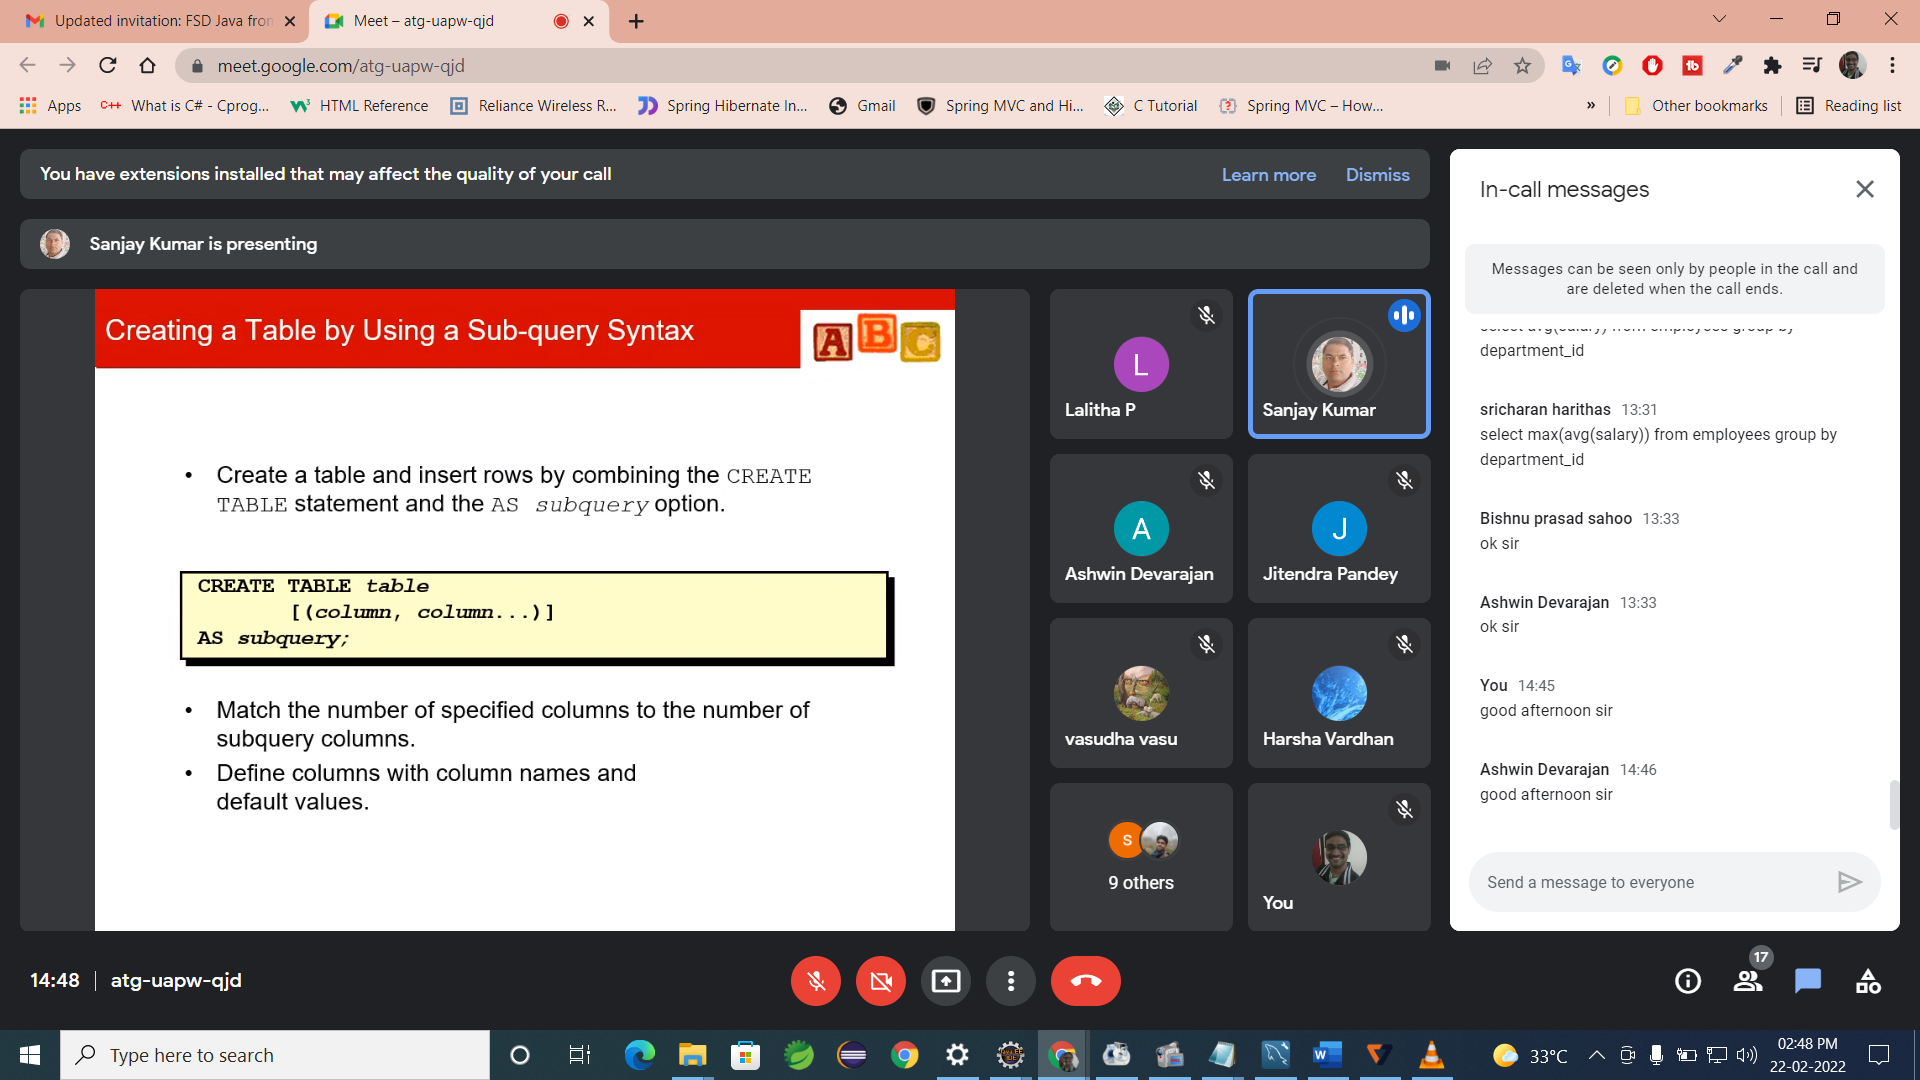 Updated invitation: FSD Java fron
Meet – atg-uapw-qjd
meet.google.com/atg-uapw-qjd
Apps
C++ What is C# - Cprog...
HTML Reference
Reliance Wireless R...
Spring Hibernate In...
Gmail
Spring MVC and Hi...
C Tutorial
Spring MVC – How...
»
Other bookmarks
Reading list
You have extensions installed that may affect the quality of your call
Learn more
Dismiss
Sanjay Kumar is presenting
Creating a Table by Using a Sub-query Syntax
A B C
• Create a table and insert rows by combining the CREATE
TABLE statement and the AS subquery option.
CREATE TABLE table
[(column, column...)]
AS subquery;
• Match the number of specified columns to the number of
subquery columns.
• Define columns with column names and
default values.
L
Lalitha P
Sanjay Kumar
A
Ashwin Devarajan
J
Jitendra Pandey
vasudha vasu
Harsha Vardhan
S
9 others
You
In-call messages
Messages can be seen only by people in the call and
are deleted when the call ends.
select avg(salary) from employees group by
department_id
sricharan harithas 13:31
select max(avg(salary)) from employees group by
department_id
Bishnu prasad sahoo 13:33
ok sir
Ashwin Devarajan 13:33
ok sir
You 14:45
good afternoon sir
Ashwin Devarajan 14:46
good afternoon sir
Send a message to everyone
14:48 | atg-uapw-qjd
17
Type here to search
33°C
02:48 PM
22-02-2022